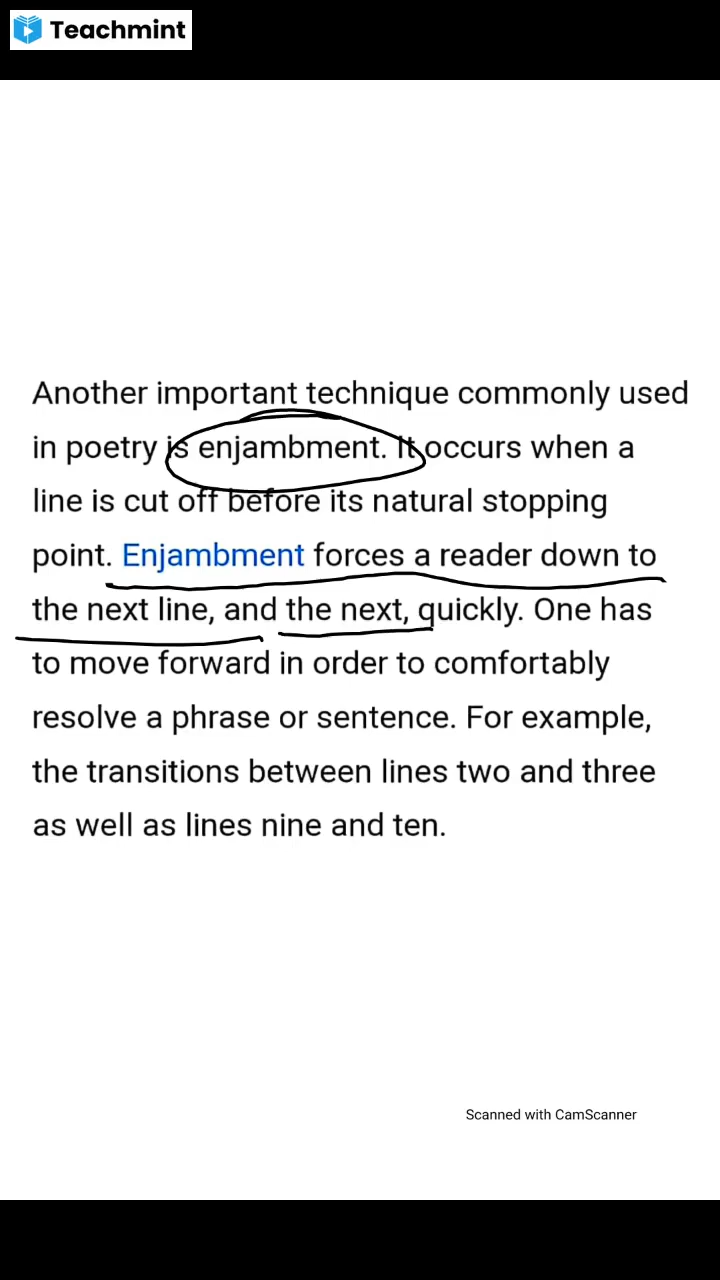 Teachmint
Another important technique commonly used
in poetry is enjambment. It occurs when a
line is cut off before its natural stopping
point. Enjambment forces a reader down to
the next line, and the next, quickly. One has
to move forward in order to comfortably
resolve a phrase or sentence. For example,
the transitions between lines two and three
as well as lines nine and ten.
Scanned with CamScanner